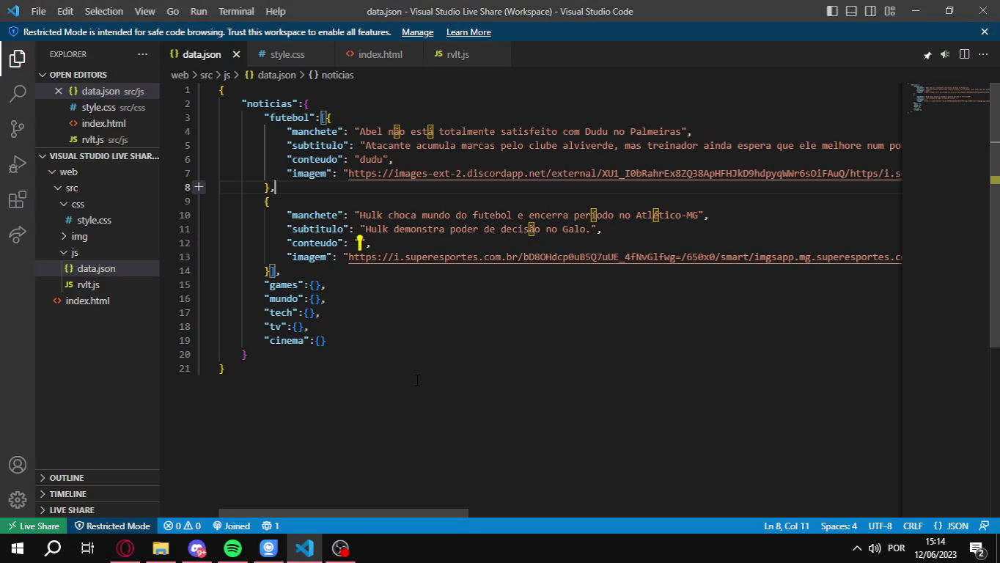 File Edit Selection View Go Run Terminal Help data.json - Visual Studio Live Share (Workspace) - Visual Studio Code
Restricted Mode is intended for safe code browsing. Trust this workspace to enable all features. Manage Learn More
EXPLORER
OPEN EDITORS
data.json src/js
style.css src/css
index.html
rvlt.js src/js
VISUAL STUDIO LIVE SHAR...
web
src
css
style.css
img
js
data.json
rvlt.js
index.html
OUTLINE
TIMELINE
LIVE SHARE
data.json style.css index.html rvlt.js
web > src > js > {} data.json > {} noticias
1 {
2 "noticias":{
3 "futebol":[{
4 "manchete": "Abel não está totalmente satisfeito com Dudu no Palmeiras",
5 "subtitulo": "Atacante acumula marcas pelo clube alviverde, mas treinador ainda espera que ele melhore num po
6 "conteudo": "dudu",
7 "imagem": "https://images-ext-2.discordapp.net/external/XU1_I0bRahrEx8ZQ38ApHFHJkD9hdpyqWWr6sOiFAuQ/https/i.s
8 },
9 {
10 "manchete": "Hulk choca mundo do futebol e encerra período no Atlético-MG",
11 "subtitulo": "Hulk demonstra poder de decisão no Galo.",
12 "conteudo": "",
13 "imagem": "https://i.superesportes.com.br/bD8OHdcp0uB5Q7uUE_4fNvGlfwg=/650x0/smart/imgsapp.mg.superesportes.c
14 }],
15 "games":{},
16 "mundo":{},
17 "tech":{},
18 "tv":{},
19 "cinema":{}
20 }
21 }
Live Share Restricted Mode 0 0 Joined 1 Ln 8, Col 11 Spaces: 4 UTF-8 CRLF {} JSON
9+ POR 15:14
12/06/2023 2